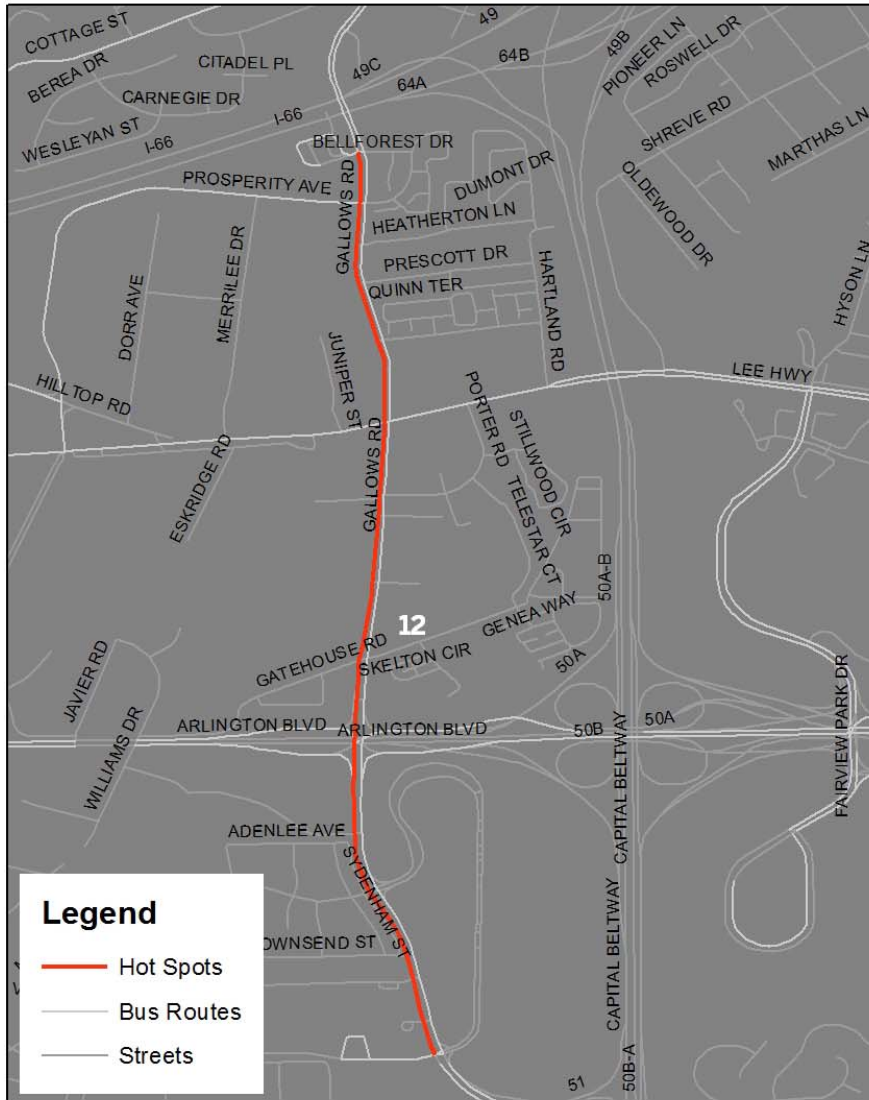 COTTAGE ST
49
49B
PIONEER LN
ROSWELL DR
BEREA DR
CITADEL PL
49C
64B
64A
CARNEGIE DR
SHREVE RD
I-66
WESLEYAN ST
I-66
BELLFOREST DR
MARTHAS LN
PROSPERITY AVE
DUMONT DR
OLDEWOOD DR
GALLOWS RD
HEATHERTON LN
MERRILEE DR
PRESCOTT DR
HARTLAND RD
HYSON LN
DORR AVE
QUINN TER
JUNIPER ST
LEE HWY
HILLTOP RD
PORTER RD
STILLWOOD CIR
GALLOWS RD
ESKRIDGE RD
TELESTAR CT
50A-B
12
GENEA WAY
GATEHOUSE RD
SKELTON CIR
50A
JAVIER RD
ARLINGTON BLVD
ARLINGTON BLVD
50B
50A
WILLIAMS DR
CAPITAL BELTWAY
FAIRVIEW PARK DR
ADENLEE AVE
SYDENHAM ST
Legend
OWNSEND ST
CAPITAL BELTWAY
Hot Spots
Bus Routes
Streets
51
50B-A